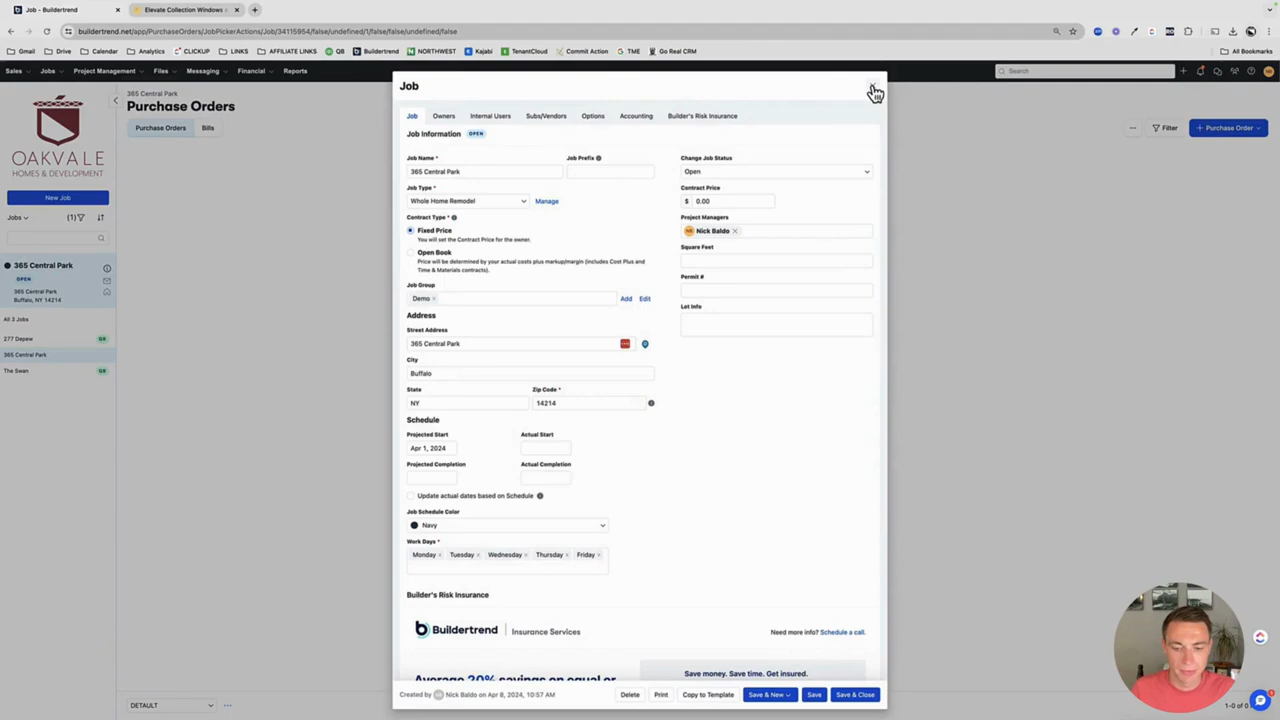 Job - Buildertrend
Elevate Collection Windows &
buildertrend.net/app/PurchaseOrders/JobPickerActions/Job/34115954/false/undefined/1/false/false/undefined/false
Gmail Drive Calendar Analytics CLICKUP LINKS AFFILIATE LINKS QB Buildertrend NORTHWEST Kajabi TenantCloud Commit Action TME Go Real CRM All Bookmarks
Sales Jobs Project Management Files Messaging Financial Reports Search
365 Central Park
Purchase Orders
Purchase Orders Bills
Filter
+ Purchase Order
OAKVALE
HOMES & DEVELOPMENT
New Job
Jobs (1)
365 Central Park
OPEN
365 Central Park
Buffalo, NY 14214
All 3 Jobs
277 Depew QB
365 Central Park
The Swan QB
DEFAULT
Job
Job Owners Internal Users Subs/Vendors Options Accounting Builder's Risk Insurance
Job Information OPEN
Job Name * Job Prefix
365 Central Park
Job Type *
Whole Home Remodel Manage
Contract Type *
Fixed Price
You will set the Contract Price for the owner.
Open Book
Price will be determined by your actual costs plus markup/margin (includes Cost Plus and
Time & Materials contracts).
Job Group
Demo × Add Edit
Address
Street Address
365 Central Park
City
Buffalo
State Zip Code *
NY 14214
Schedule
Projected Start Actual Start
Apr 1, 2024
Projected Completion Actual Completion
Update actual dates based on Schedule
Job Schedule Color
Navy
Work Days *
Monday × Tuesday × Wednesday × Thursday × Friday ×
Change Job Status
Open
Contract Price
$ 0.00
Project Managers
Nick Baldo ×
Square Feet
Permit #
Lot Info
Builder's Risk Insurance
Buildertrend | Insurance Services
Need more info? Schedule a call.
Average 20% savings on equal or
Save money. Save time. Get insured.
Created by NB Nick Baldo on Apr 8, 2024, 10:57 AM
Delete Print Copy to Template Save & New Save Save & Close